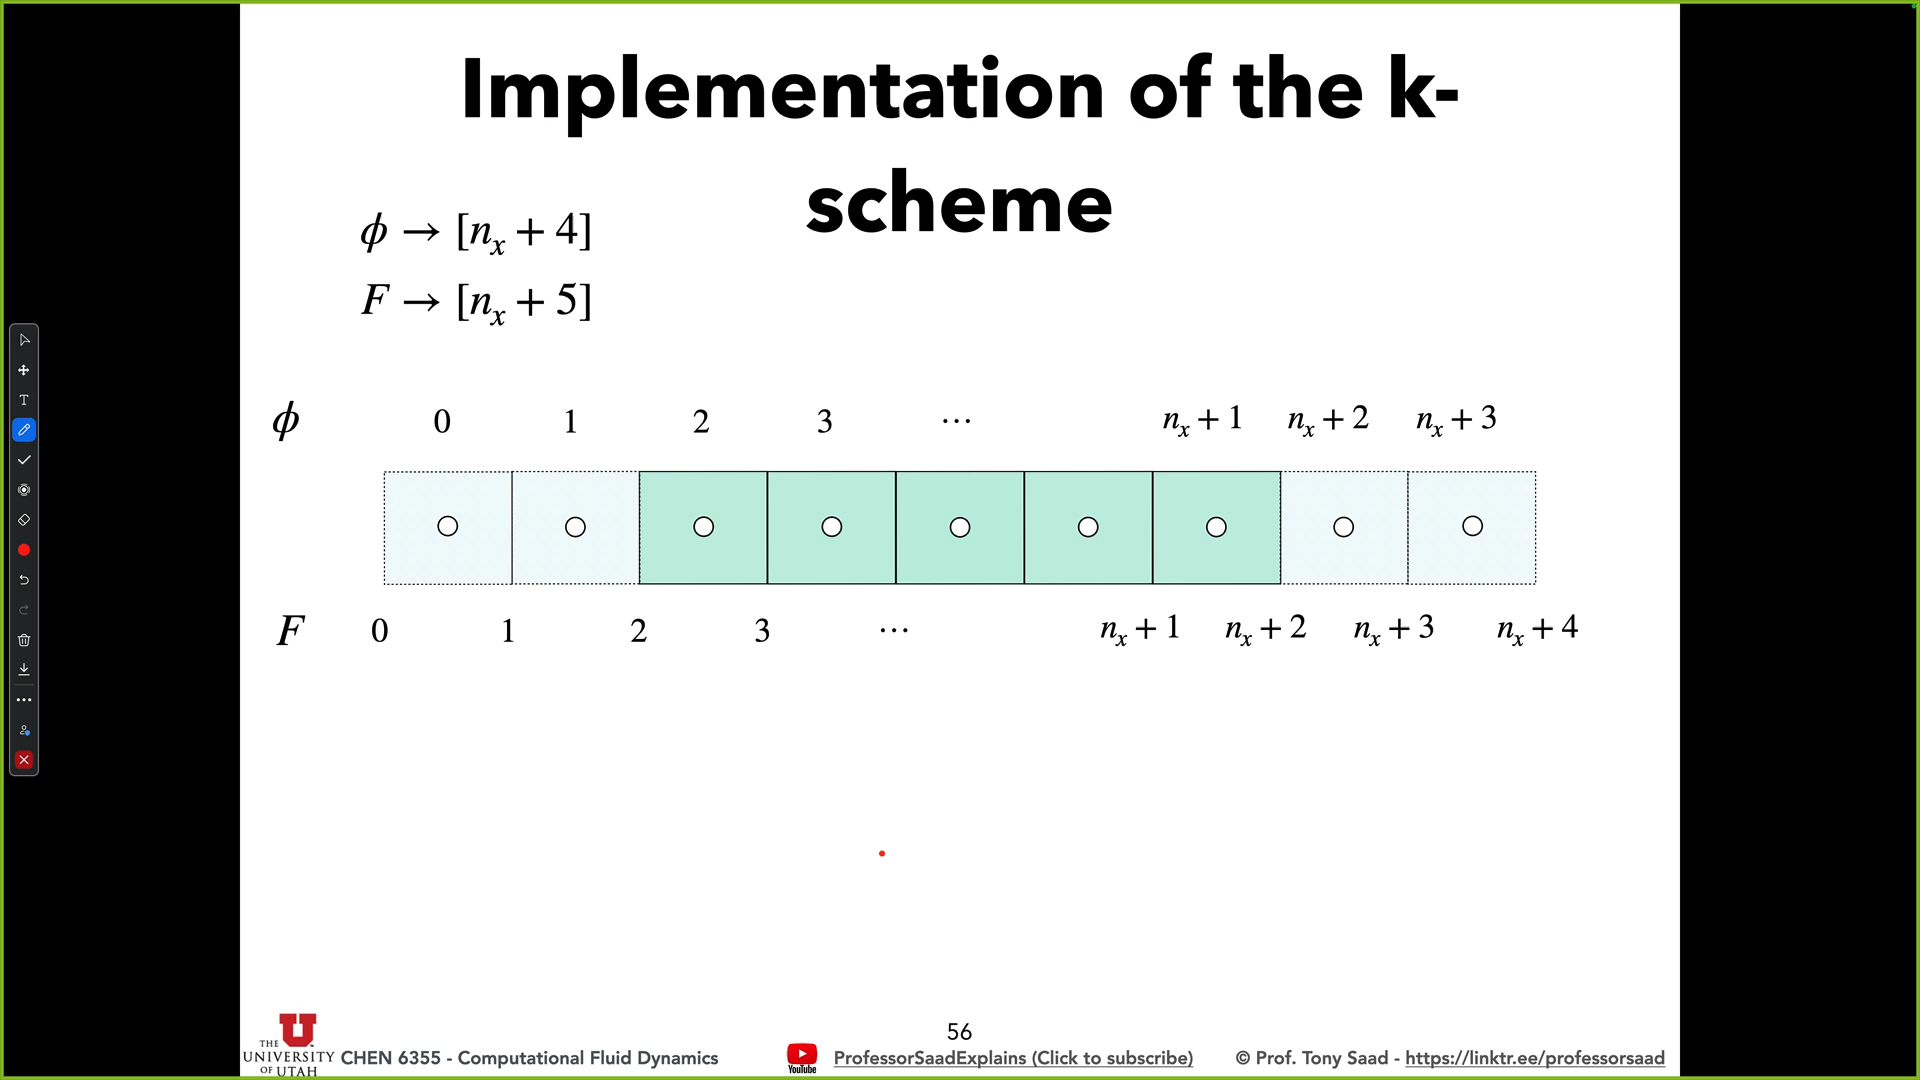 Implementation of the k-
scheme
ϕ → [nₓ + 4]
F → [nₓ + 5]
ϕ 0 1 2 3 ⋯ nₓ + 1 nₓ + 2 nₓ + 3
F 0 1 2 3 ⋯ nₓ + 1 nₓ + 2 nₓ + 3 nₓ + 4
T
56
THE
UNIVERSITY
OF UTAH
U
CHEN 6355 - Computational Fluid Dynamics
YouTube
ProfessorSaadExplains (Click to subscribe)
© Prof. Tony Saad - https://linktr.ee/professorsaad